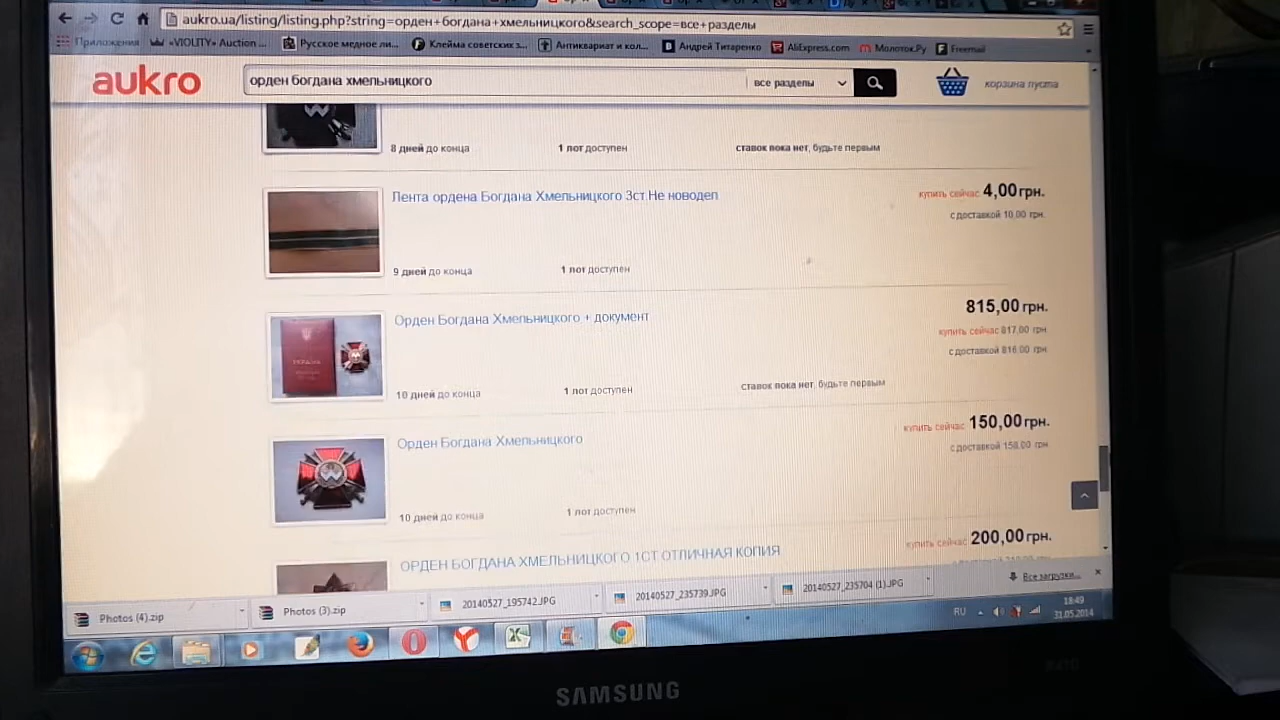 aukro.ua/listing/listing.php?string=орден+богдана+хмельницкого&search_scope=все+разделы
Приложения «VIOLITY» Auction ... Русское медное ли... Клейма советских з... Антиквариат и кол... Андрей Титаренко AliExpress.com Молоток.Ру Freemail
aukro орден богдана хмельницкого все разделы корзина пуста
8 дней до конца 1 лот доступен ставок пока нет, будьте первым
Лента ордена Богдана Хмельницкого 3ст.Не новодел купить сейчас 4,00 грн.
с доставкой 10,00 грн.
9 дней до конца 1 лот доступен
815,00 грн.
Орден Богдана Хмельницкого + документ
купить сейчас 817,00 грн.
с доставкой 816,00 грн.
10 дней до конца 1 лот доступен ставок пока нет, будьте первым
купить сейчас 150,00 грн.
Орден Богдана Хмельницкого
с доставкой 158,00 грн.
10 дней до конца 1 лот доступен
купить сейчас 200,00 грн.
ОРДЕН БОГДАНА ХМЕЛЬНИЦКОГО 1СТ ОТЛИЧНАЯ КОПИЯ
Photos (4).zip Photos (3).zip 20140527_195742.JPG 20140527_235739.JPG 20140527_235704 (1).JPG Все загрузки...
RU 18:49
31.05.2014
SAMSUNG